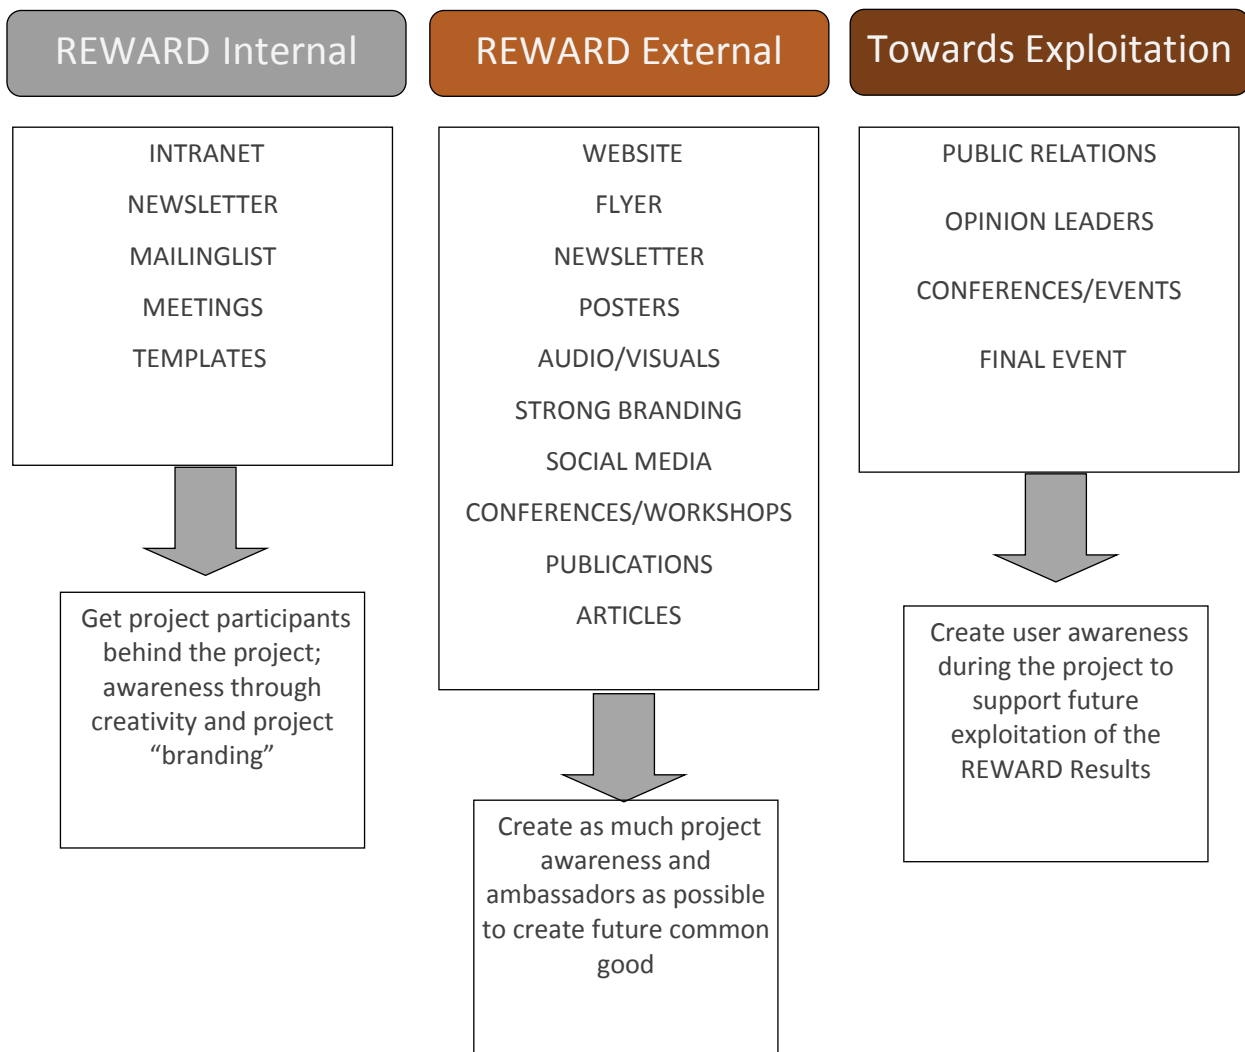 REWARD Internal
INTRANET
NEWSLETTER
MAILINGLIST
MEETINGS
TEMPLATES
Get project participants
behind the project;
awareness through
creativity and project
“branding”
REWARD External
WEBSITE
FLYER
NEWSLETTER
POSTERS
AUDIO/VISUALS
STRONG BRANDING
SOCIAL MEDIA
CONFERENCES/WORKSHOPS
PUBLICATIONS
ARTICLES
Create as much project
awareness and
ambassadors as possible
to create future common
good
Towards Exploitation
PUBLIC RELATIONS
OPINION LEADERS
CONFERENCES/EVENTS
FINAL EVENT
Create user awareness
during the project to
support future
exploitation of the
REWARD Results